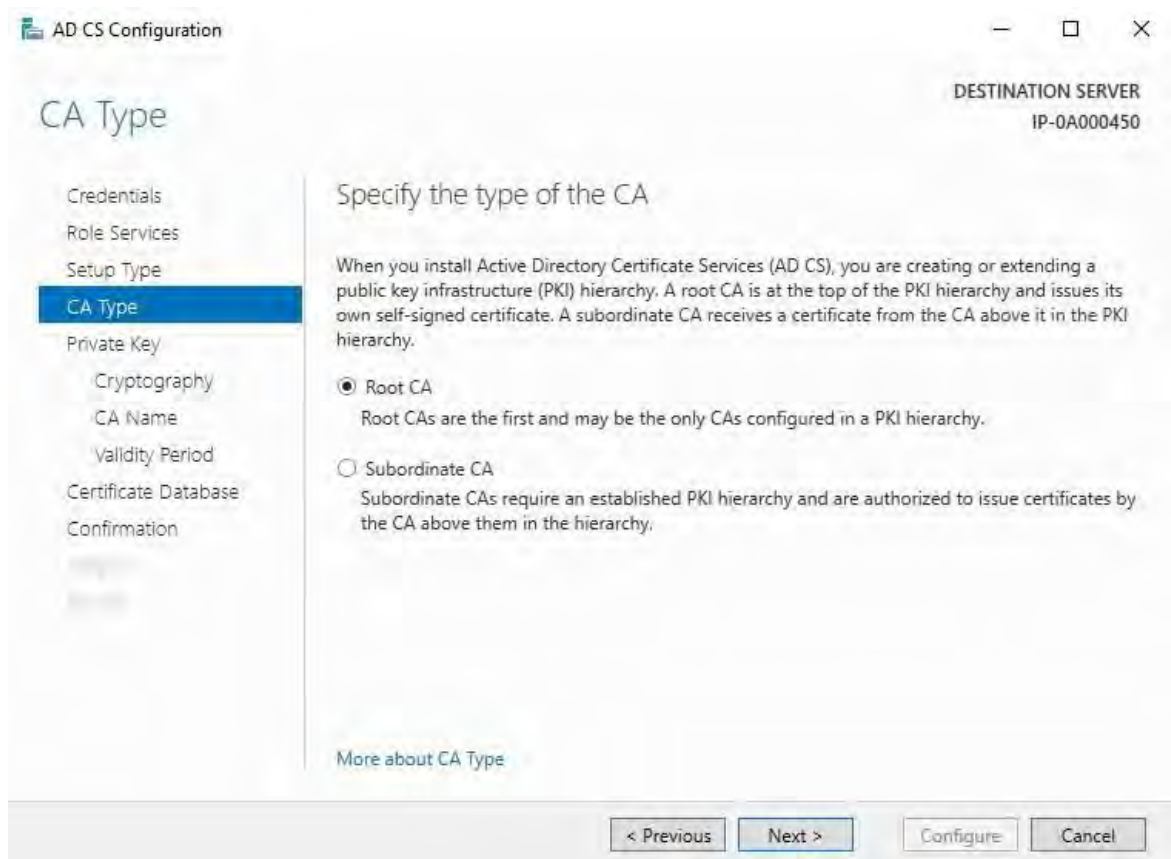 AD CS Configuration
DESTINATION SERVER
IP-0A000450
CA Type
Credentials
Role Services
Setup Type
CA Type
Private Key
Cryptography
CA Name
Validity Period
Certificate Database
Confirmation
Specify the type of the CA
When you install Active Directory Certificate Services (AD CS), you are creating or extending a
public key infrastructure (PKI) hierarchy. A root CA is at the top of the PKI hierarchy and issues its
own self-signed certificate. A subordinate CA receives a certificate from the CA above it in the PKI
hierarchy.
Root CA
Root CAs are the first and may be the only CAs configured in a PKI hierarchy.
Subordinate CA
Subordinate CAs require an established PKI hierarchy and are authorized to issue certificates by
the CA above them in the hierarchy.
More about CA Type
< Previous
Next >
Configure
Cancel